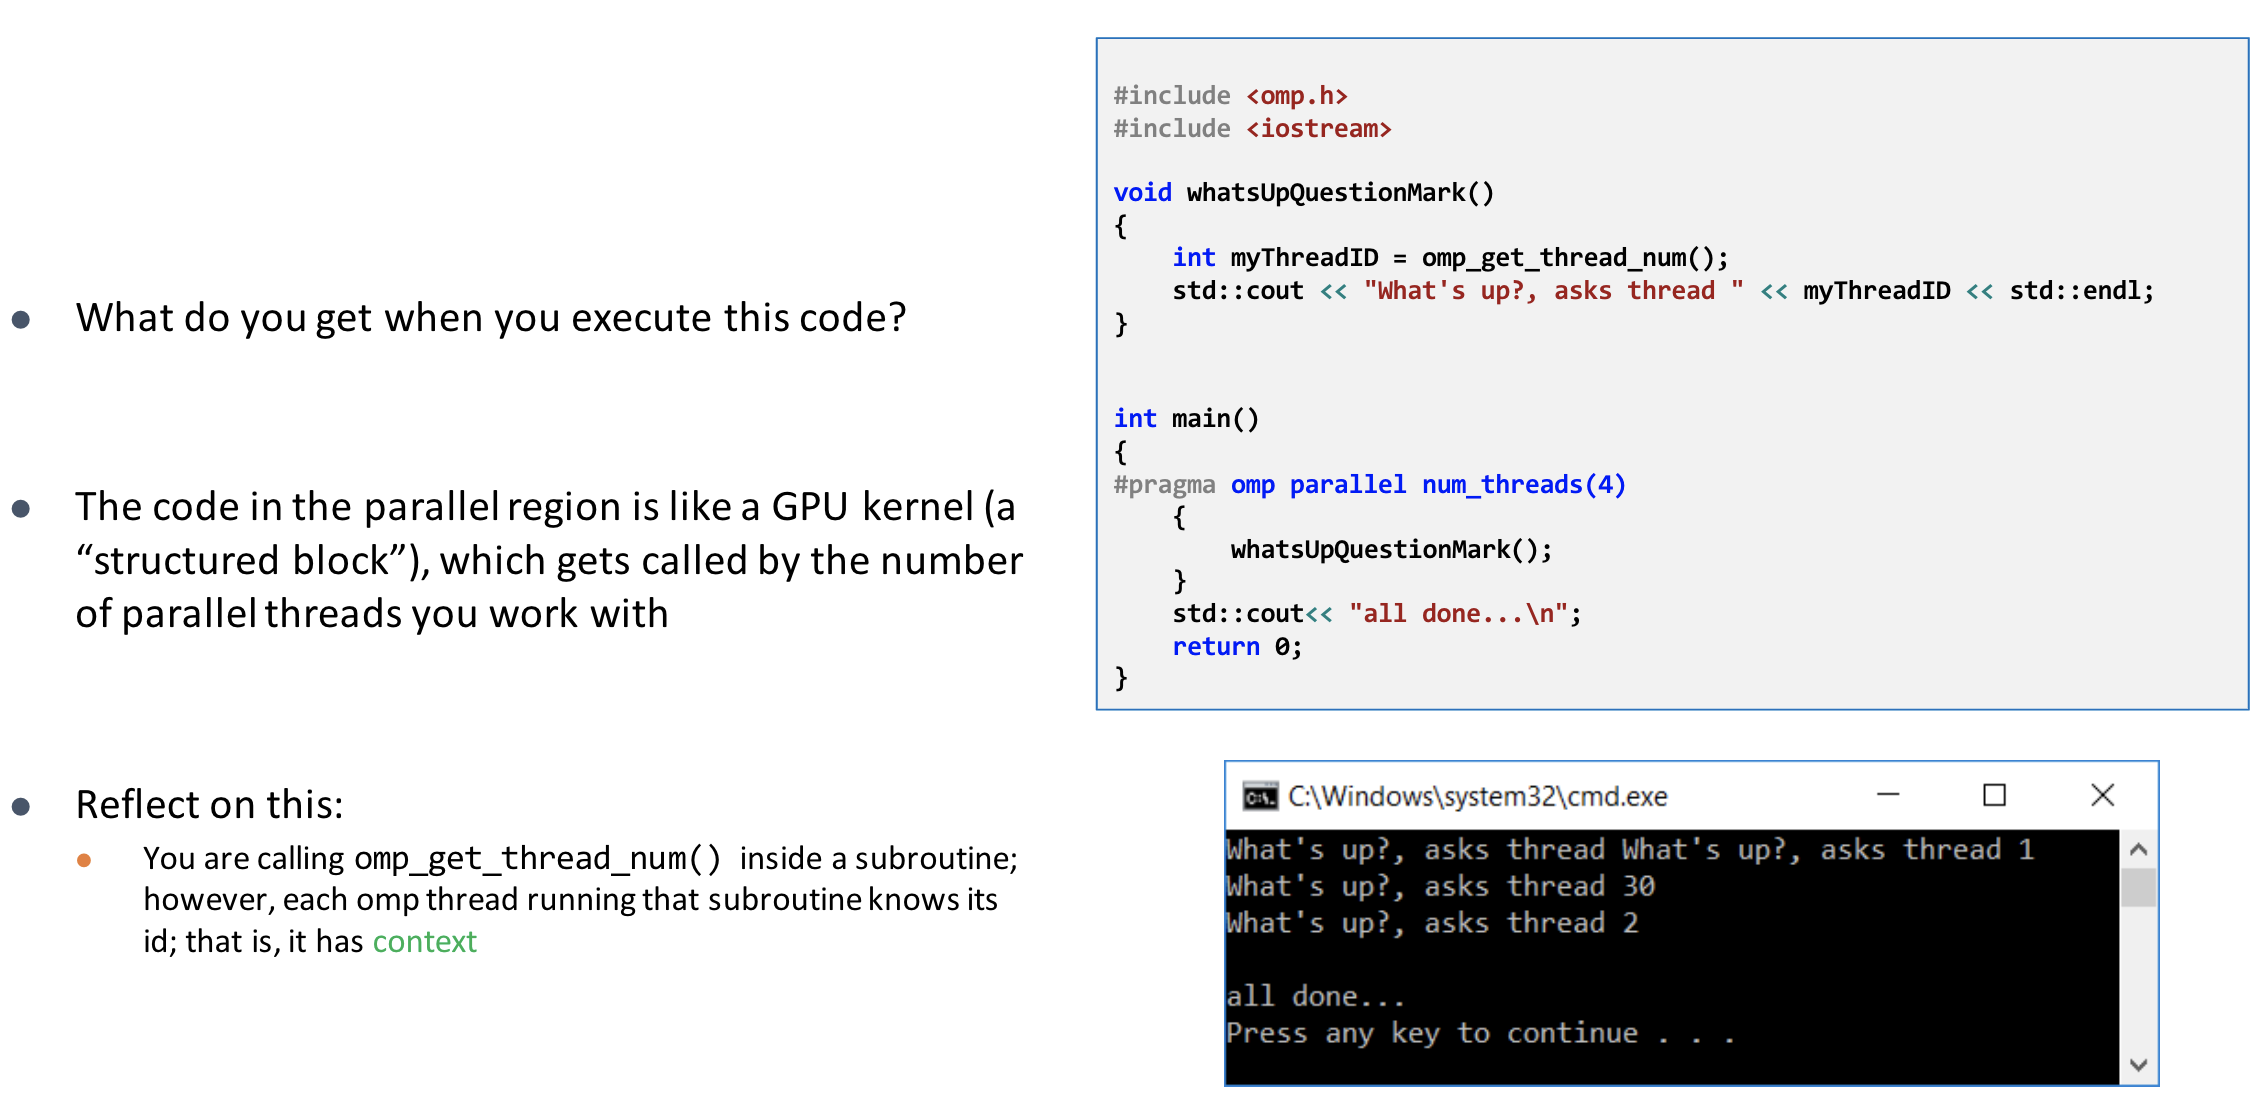 What do you get when you execute this code?
The code in the parallel region is like a GPU kernel (a
“structured block”), which gets called by the number
of parallel threads you work with
Reflect on this:
You are calling omp_get_thread_num() inside a subroutine;
however, each omp thread running that subroutine knows its
id; that is, it has context
#include <omp.h>
#include <iostream>
void whatsUpQuestionMark()
{
int myThreadID = omp_get_thread_num();
std::cout << "What's up?, asks thread " << myThreadID << std::endl;
}
int main()
{
#pragma omp parallel num_threads(4)
{
whatsUpQuestionMark();
}
std::cout<< "all done...\n";
return 0;
}
C:\Windows\system32\cmd.exe
What's up?, asks thread What's up?, asks thread 1
What's up?, asks thread 30
What's up?, asks thread 2
all done...
Press any key to continue . . .